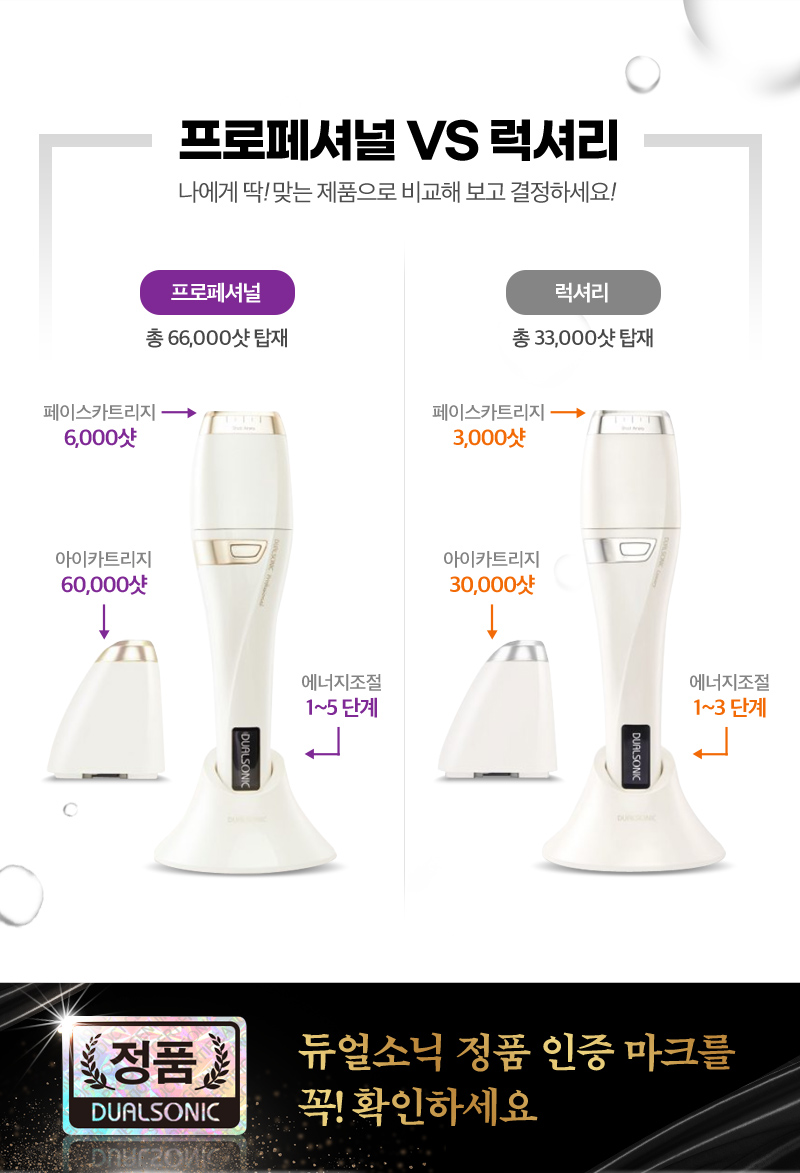 프로페셔널 VS 럭셔리
나에게 딱! 맞는 제품으로 비교해 보고 결정하세요!
프로페셔널
총 66,000샷 탑재
페이스카트리지
6,000샷
아이카트리지
60,000샷
에너지조절
1~5 단계
DUALSONIC Professional
DUALSONIC
DUALSONIC
럭셔리
총 33,000샷 탑재
페이스카트리지
3,000샷
아이카트리지
30,000샷
에너지조절
1~3 단계
DUALSONIC
DUALSONIC
DUALSONIC
정품
DUALSONIC
듀얼소닉 정품 인증 마크를
꼭! 확인하세요